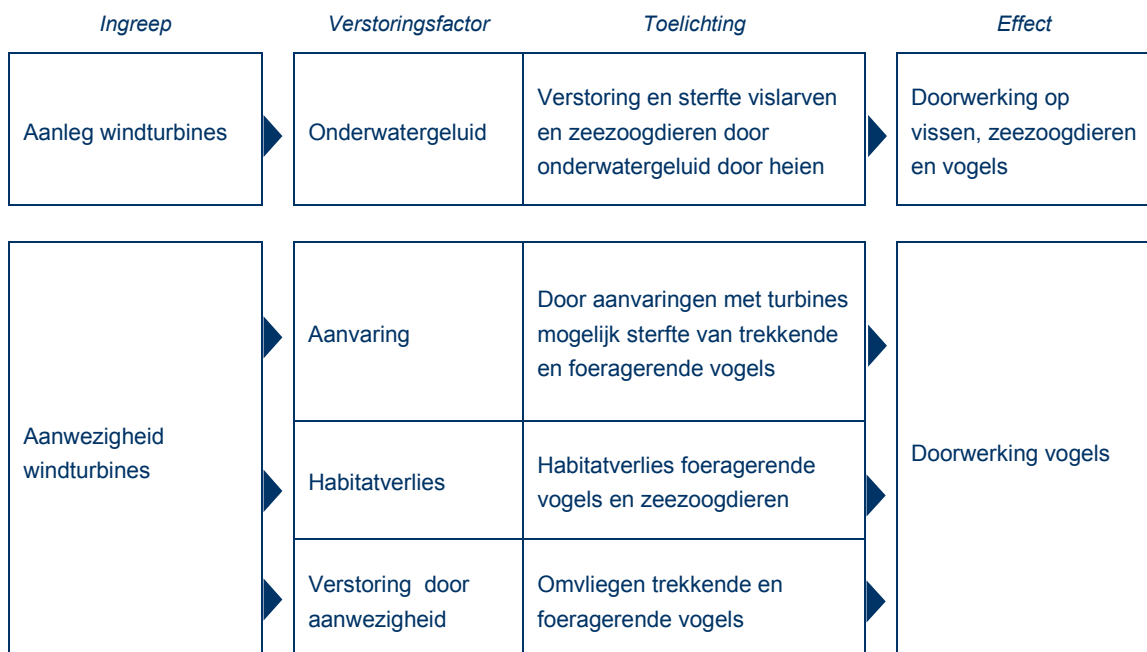 Ingreep
Verstoringsfactor
Toelichting
Effect
Aanleg windturbines
Onderwatergeluid
Verstoring en sterfte vislarven
en zeezoogdieren door
onderwatergeluid door heien
Doorwerking op
vissen, zeezoogdieren
en vogels
Aanwezigheid
windturbines
Aanvaring
Door aanvaringen met turbines
mogelijk sterfte van trekkende
en foeragerende vogels
Habitatverlies
Habitatverlies foeragerende
vogels en zeezoogdieren
Verstoring door
aanwezigheid
Omvliegen trekkende en
foeragerende vogels
Doorwerking vogels